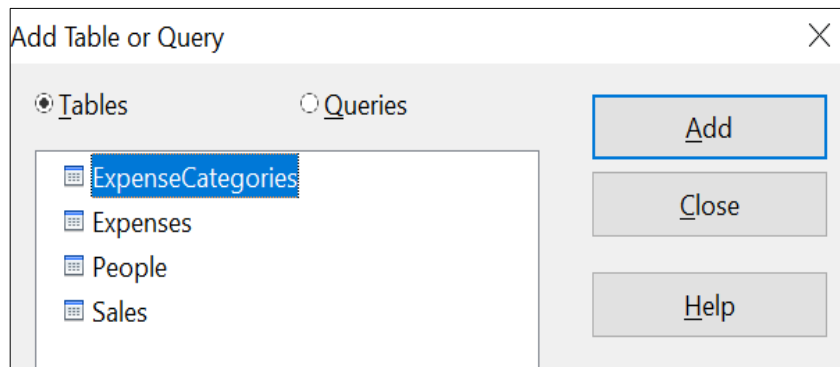 Add Table or Query
Tables Queries
Add
ExpenseCategories
Close
Expenses
People
Sales
Help